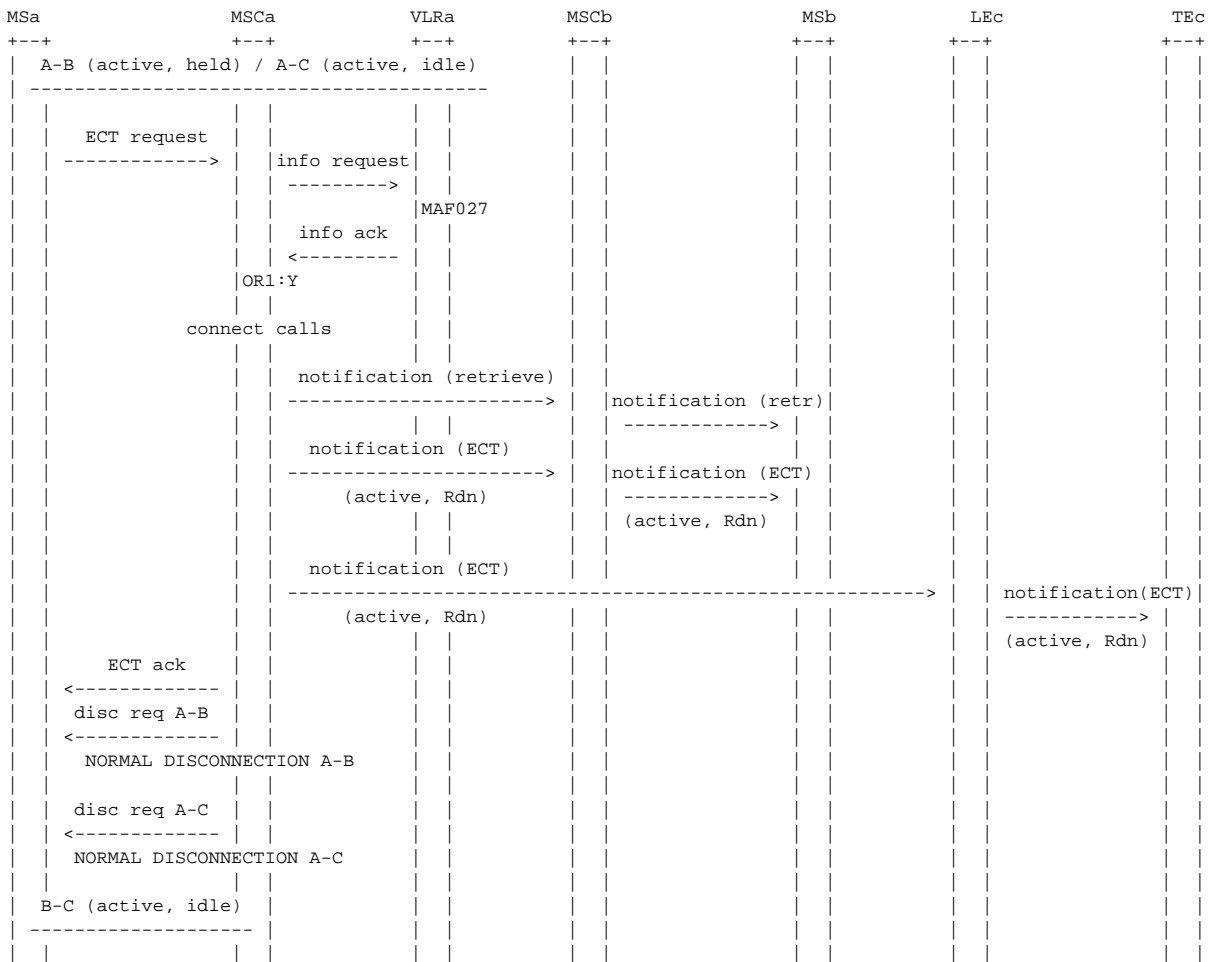 MSa MSCa VLRa MSCb MSb LEc TEc
A-B (active, held) / A-C (active, idle)
ECT request
info request
MAF027
info ack
OR1:Y
connect calls
notification (retrieve)
notification (retr)
notification (ECT)
notification (ECT)
(active, Rdn)
(active, Rdn)
notification (ECT)
notification(ECT)
(active, Rdn)
(active, Rdn)
ECT ack
disc req A-B
NORMAL DISCONNECTION A-B
disc req A-C
NORMAL DISCONNECTION A-C
B-C (active, idle)